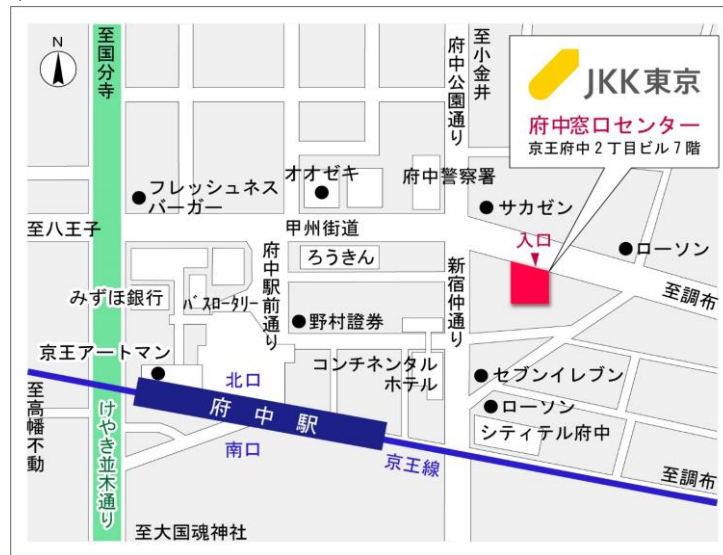 N
至国分寺
府中公園通り
至小金井
JKK東京
府中窓口センター
京王府中2丁目ビル7階
フレッシュネス
バーガー
オオゼキ
府中警察署
サカゼン
至八王子
甲州街道
入口
ローソン
ろうきん
府中駅前通り
新宿仲通り
至調布
みずほ銀行
バスロータリー
野村證券
京王アートマン
コンチネンタル
ホテル
セブンイレブン
北口
ローソン
シティテル府中
至高幡不動
けやき並木通り
府中駅
南口
京王線
至調布
至大国魂神社